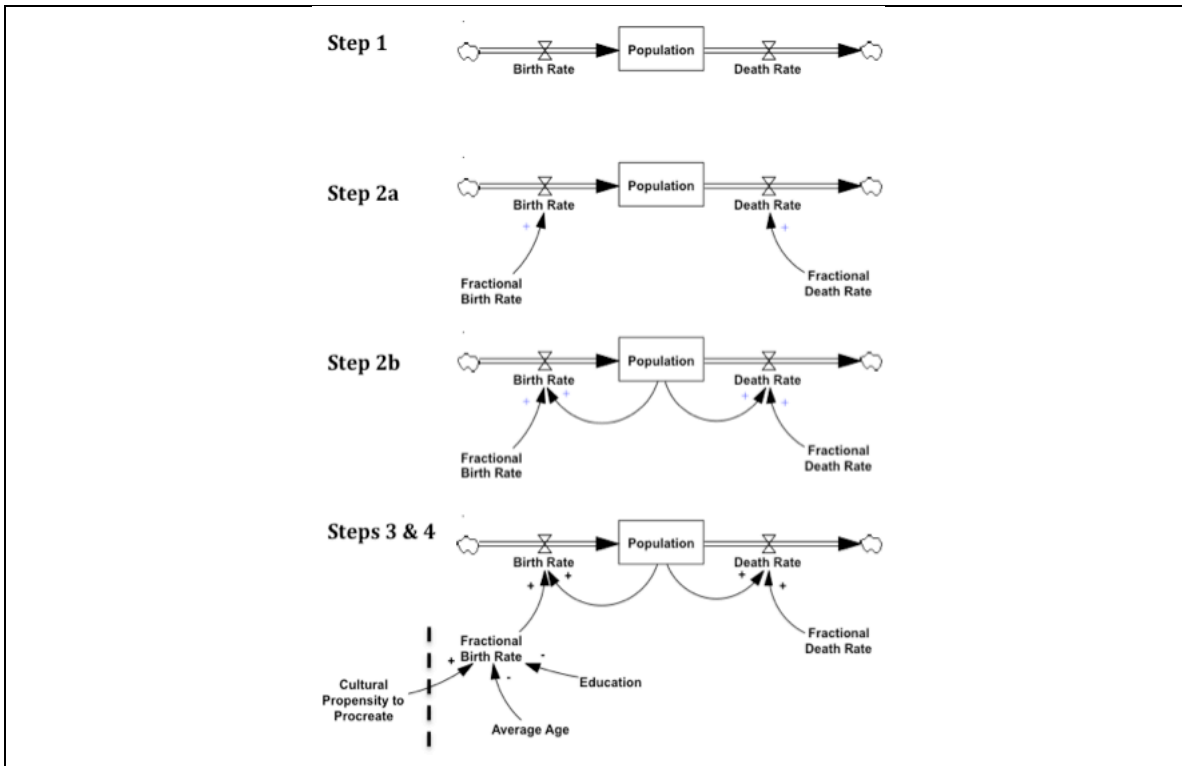 Step 1
Population
Birth Rate
Death Rate
Step 2a
Population
Birth Rate
Death Rate
+
+
Fractional
Birth Rate
Fractional
Death Rate
Step 2b
Population
Birth Rate
Death Rate
+
+
+
+
Fractional
Birth Rate
Fractional
Death Rate
Steps 3 & 4
Population
Birth Rate
Death Rate
+
+
+
+
Fractional
Birth Rate
Fractional
Death Rate
+
-
-
Cultural
Propensity to
Procreate
Education
Average Age